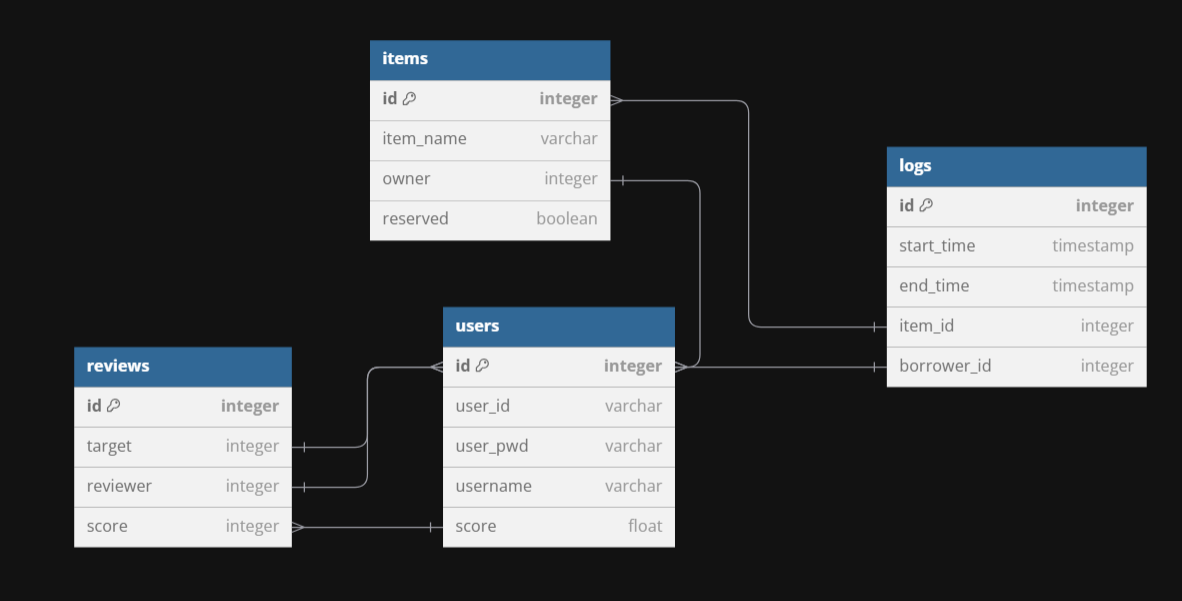 items
id integer
item_name varchar
owner integer
reserved boolean
logs
id integer
start_time timestamp
end_time timestamp
item_id integer
borrower_id integer
users
id integer
user_id varchar
user_pwd varchar
username varchar
score float
reviews
id integer
target integer
reviewer integer
score integer